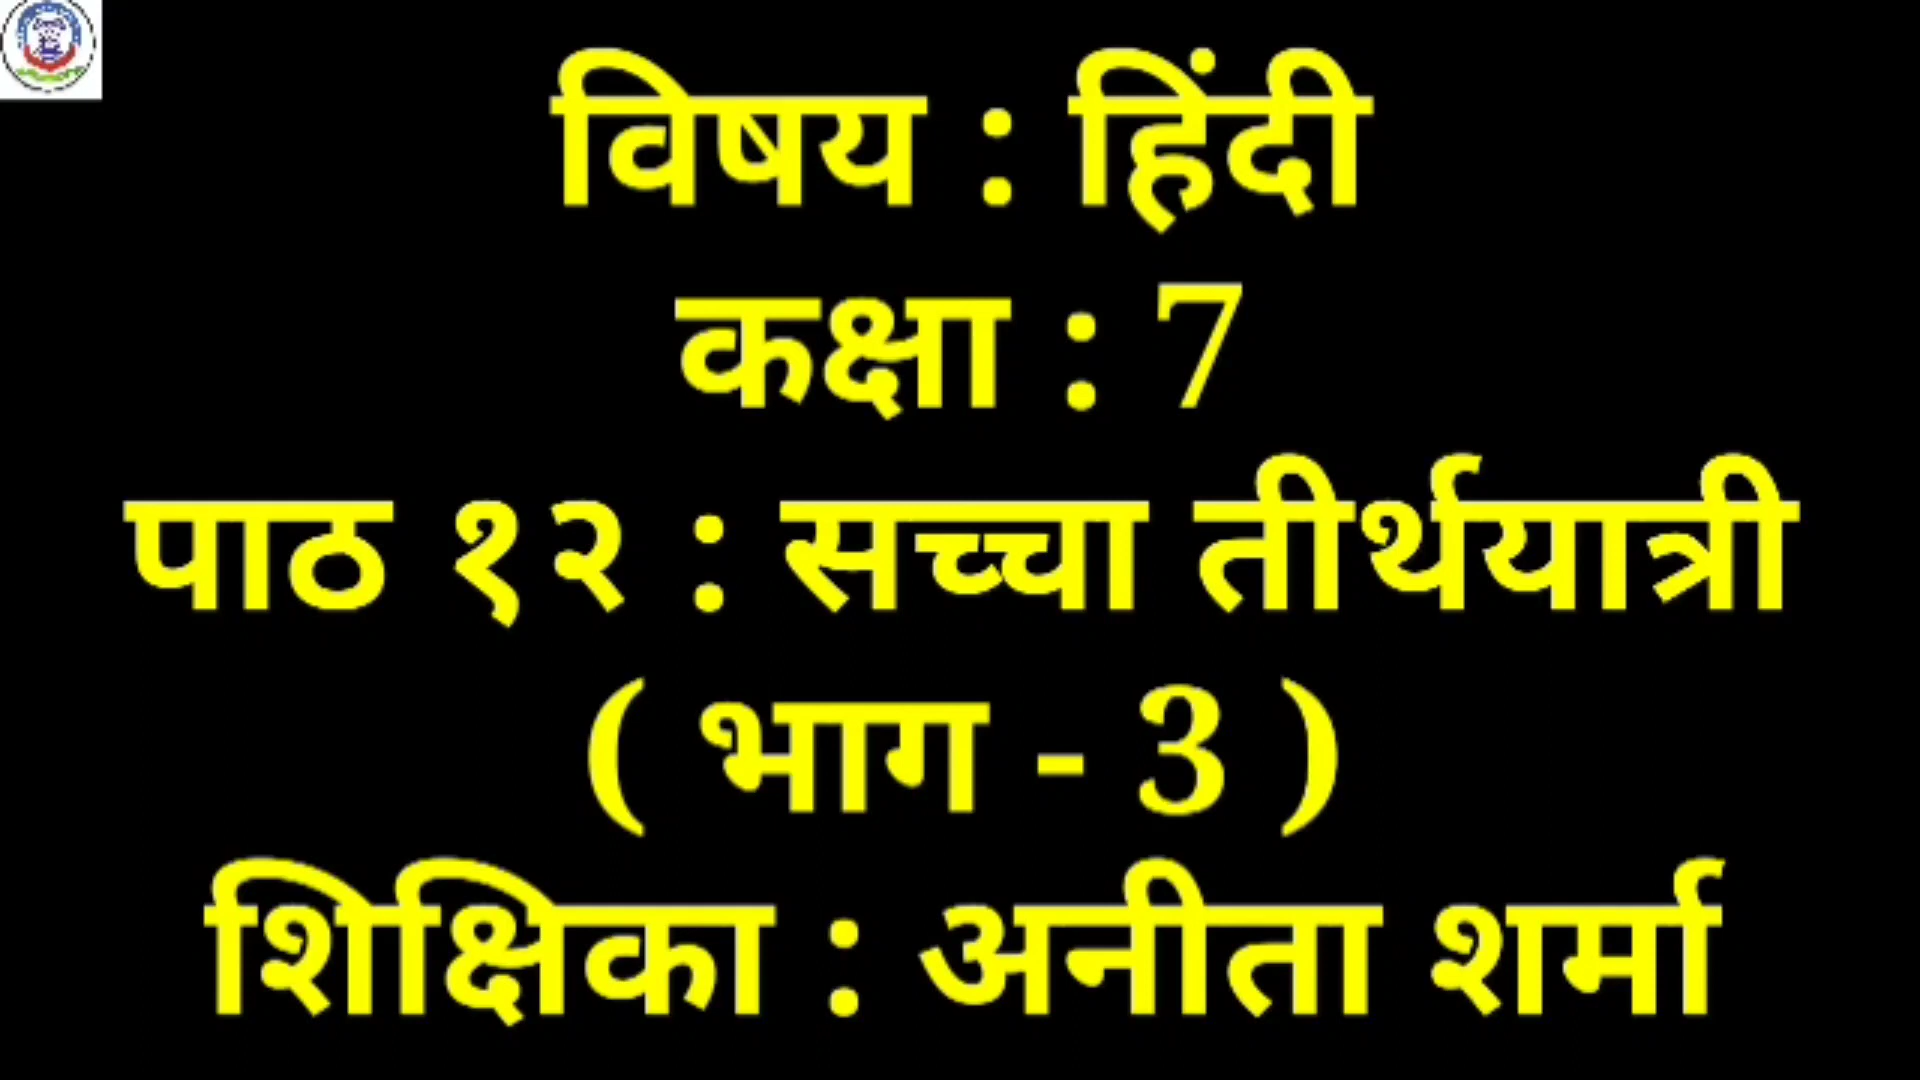 विषय : हिंदी
कक्षा : 7
पाठ १२ : सच्चा तीर्थयात्री
( भाग - 3 )
शिक्षिका : अनीता शर्मा